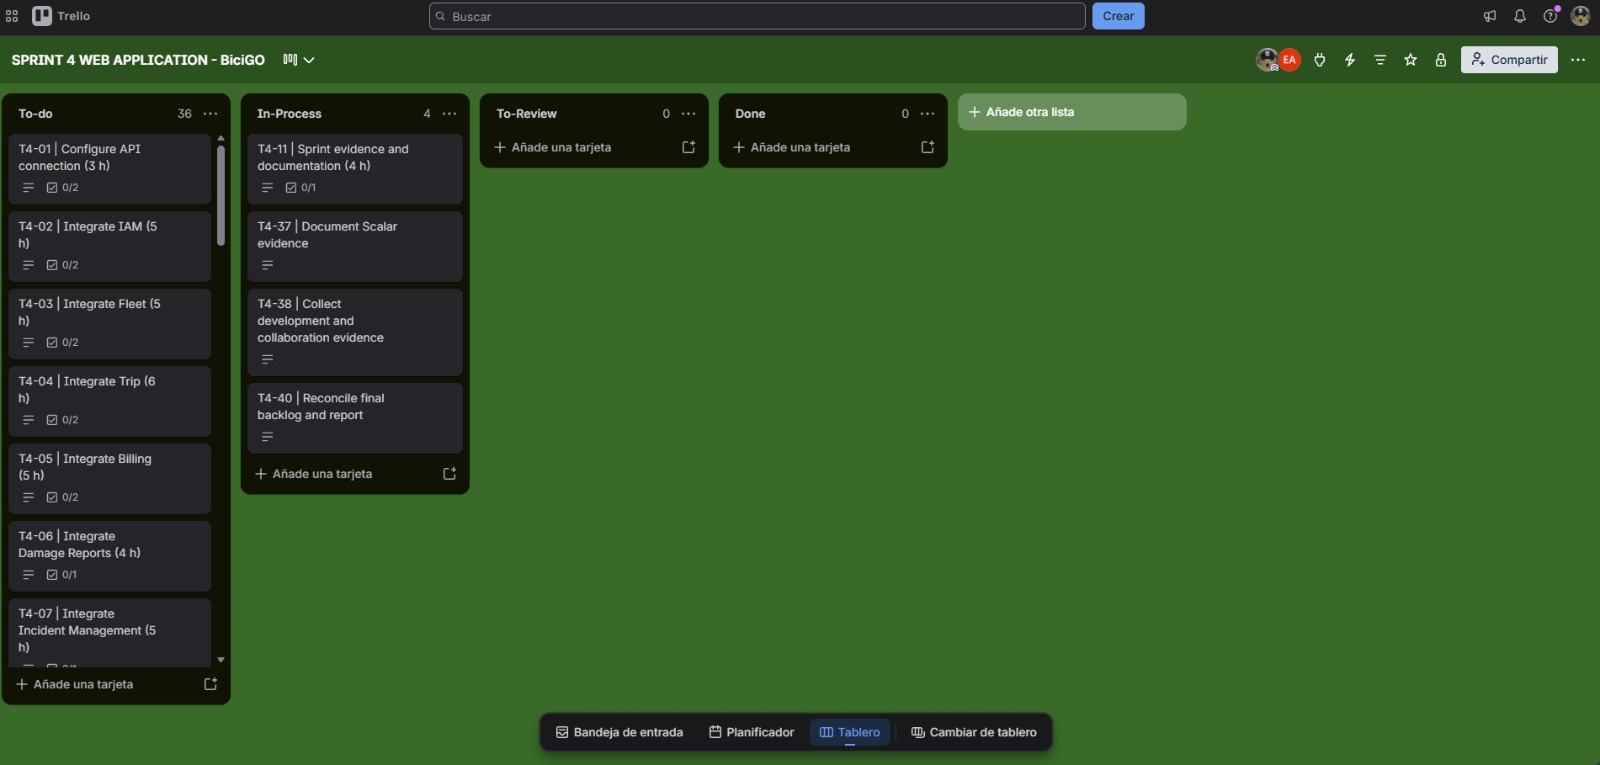 Trello
Buscar
Crear
SPRINT 4 WEB APPLICATION - BiciGO
EA
Compartir
To-do 36
T4-01 | Configure API
connection (3 h)
0/2
T4-02 | Integrate IAM (5
h)
0/2
T4-03 | Integrate Fleet (5
h)
0/2
T4-04 | Integrate Trip (6
h)
0/2
T4-05 | Integrate Billing
(5 h)
0/2
T4-06 | Integrate
Damage Reports (4 h)
0/1
T4-07 | Integrate
Incident Management (5
h)
0/1
Añade una tarjeta
In-Process 4
T4-11 | Sprint evidence and
documentation (4 h)
0/1
T4-37 | Document Scalar
evidence
T4-38 | Collect
development and
collaboration evidence
T4-40 | Reconcile final
backlog and report
Añade una tarjeta
To-Review 0
Añade una tarjeta
Done 0
Añade una tarjeta
Añade otra lista
Bandeja de entrada
Planificador
Tablero
Cambiar de tablero